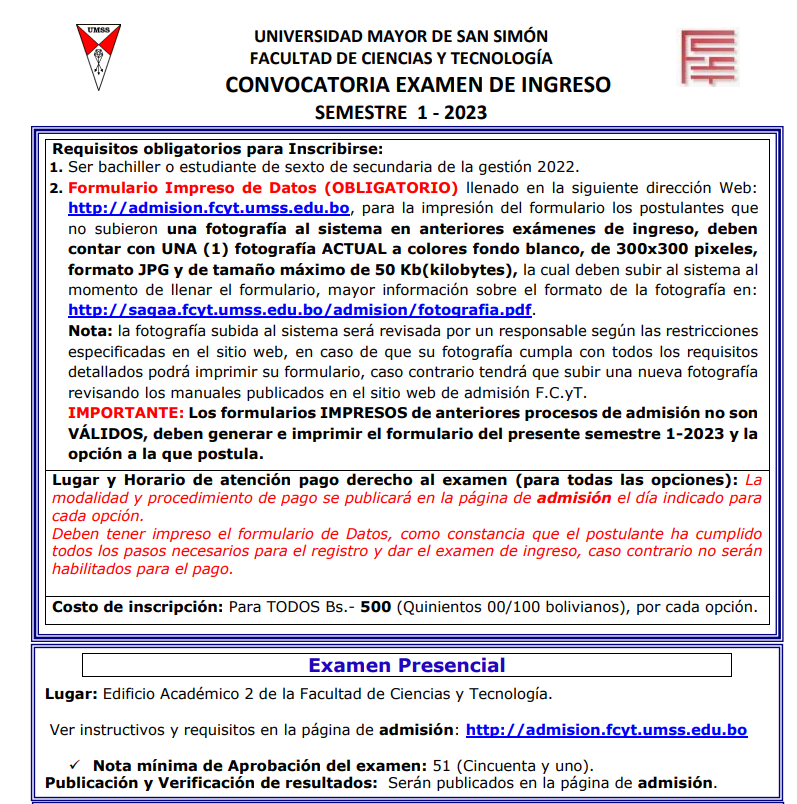 UMSS
UNIVERSIDAD MAYOR DE SAN SIMÓN
FACULTAD DE CIENCIAS Y TECNOLOGÍA
CONVOCATORIA EXAMEN DE INGRESO
SEMESTRE 1 - 2023
Requisitos obligatorios para Inscribirse:
1. Ser bachiller o estudiante de sexto de secundaria de la gestión 2022.
2. Formulario Impreso de Datos (OBLIGATORIO) llenado en la siguiente dirección Web:
http://admision.fcyt.umss.edu.bo, para la impresión del formulario los postulantes que
no subieron una fotografía al sistema en anteriores exámenes de ingreso, deben
contar con UNA (1) fotografía ACTUAL a colores fondo blanco, de 300x300 pixeles,
formato JPG y de tamaño máximo de 50 Kb(kilobytes), la cual deben subir al sistema al
momento de llenar el formulario, mayor información sobre el formato de la fotografía en:
http://sagaa.fcyt.umss.edu.bo/admision/fotografia.pdf.
Nota: la fotografía subida al sistema será revisada por un responsable según las restricciones
especificadas en el sitio web, en caso de que su fotografía cumpla con todos los requisitos
detallados podrá imprimir su formulario, caso contrario tendrá que subir una nueva fotografía
revisando los manuales publicados en el sitio web de admisión F.C.yT.
IMPORTANTE: Los formularios IMPRESOS de anteriores procesos de admisión no son
VÁLIDOS, deben generar e imprimir el formulario del presente semestre 1-2023 y la
opción a la que postula.
Lugar y Horario de atención pago derecho al examen (para todas las opciones): La
modalidad y procedimiento de pago se publicará en la página de admisión el día indicado para
cada opción.
Deben tener impreso el formulario de Datos, como constancia que el postulante ha cumplido
todos los pasos necesarios para el registro y dar el examen de ingreso, caso contrario no serán
habilitados para el pago.
Costo de inscripción: Para TODOS Bs.- 500 (Quinientos 00/100 bolivianos), por cada opción.
Examen Presencial
Lugar: Edificio Académico 2 de la Facultad de Ciencias y Tecnología.
Ver instructivos y requisitos en la página de admisión: http://admision.fcyt.umss.edu.bo
✓ Nota mínima de Aprobación del examen: 51 (Cincuenta y uno).
Publicación y Verificación de resultados: Serán publicados en la página de admisión.